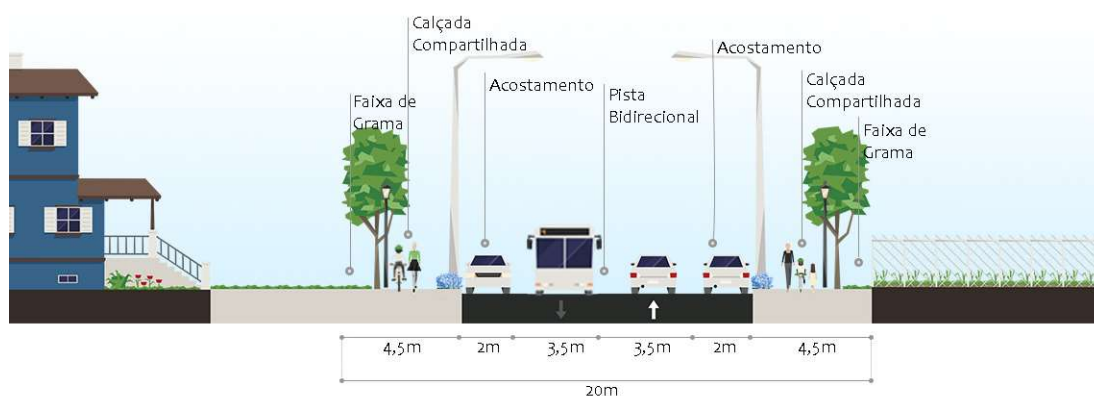 Calçada
Compartilhada
Acostamento
Faixa de
Grama
Pista
Bidirecional
Acostamento
Calçada
Compartilhada
Faixa de
Grama
4,5m
2m
3,5m
3,5m
2m
4,5m
20m